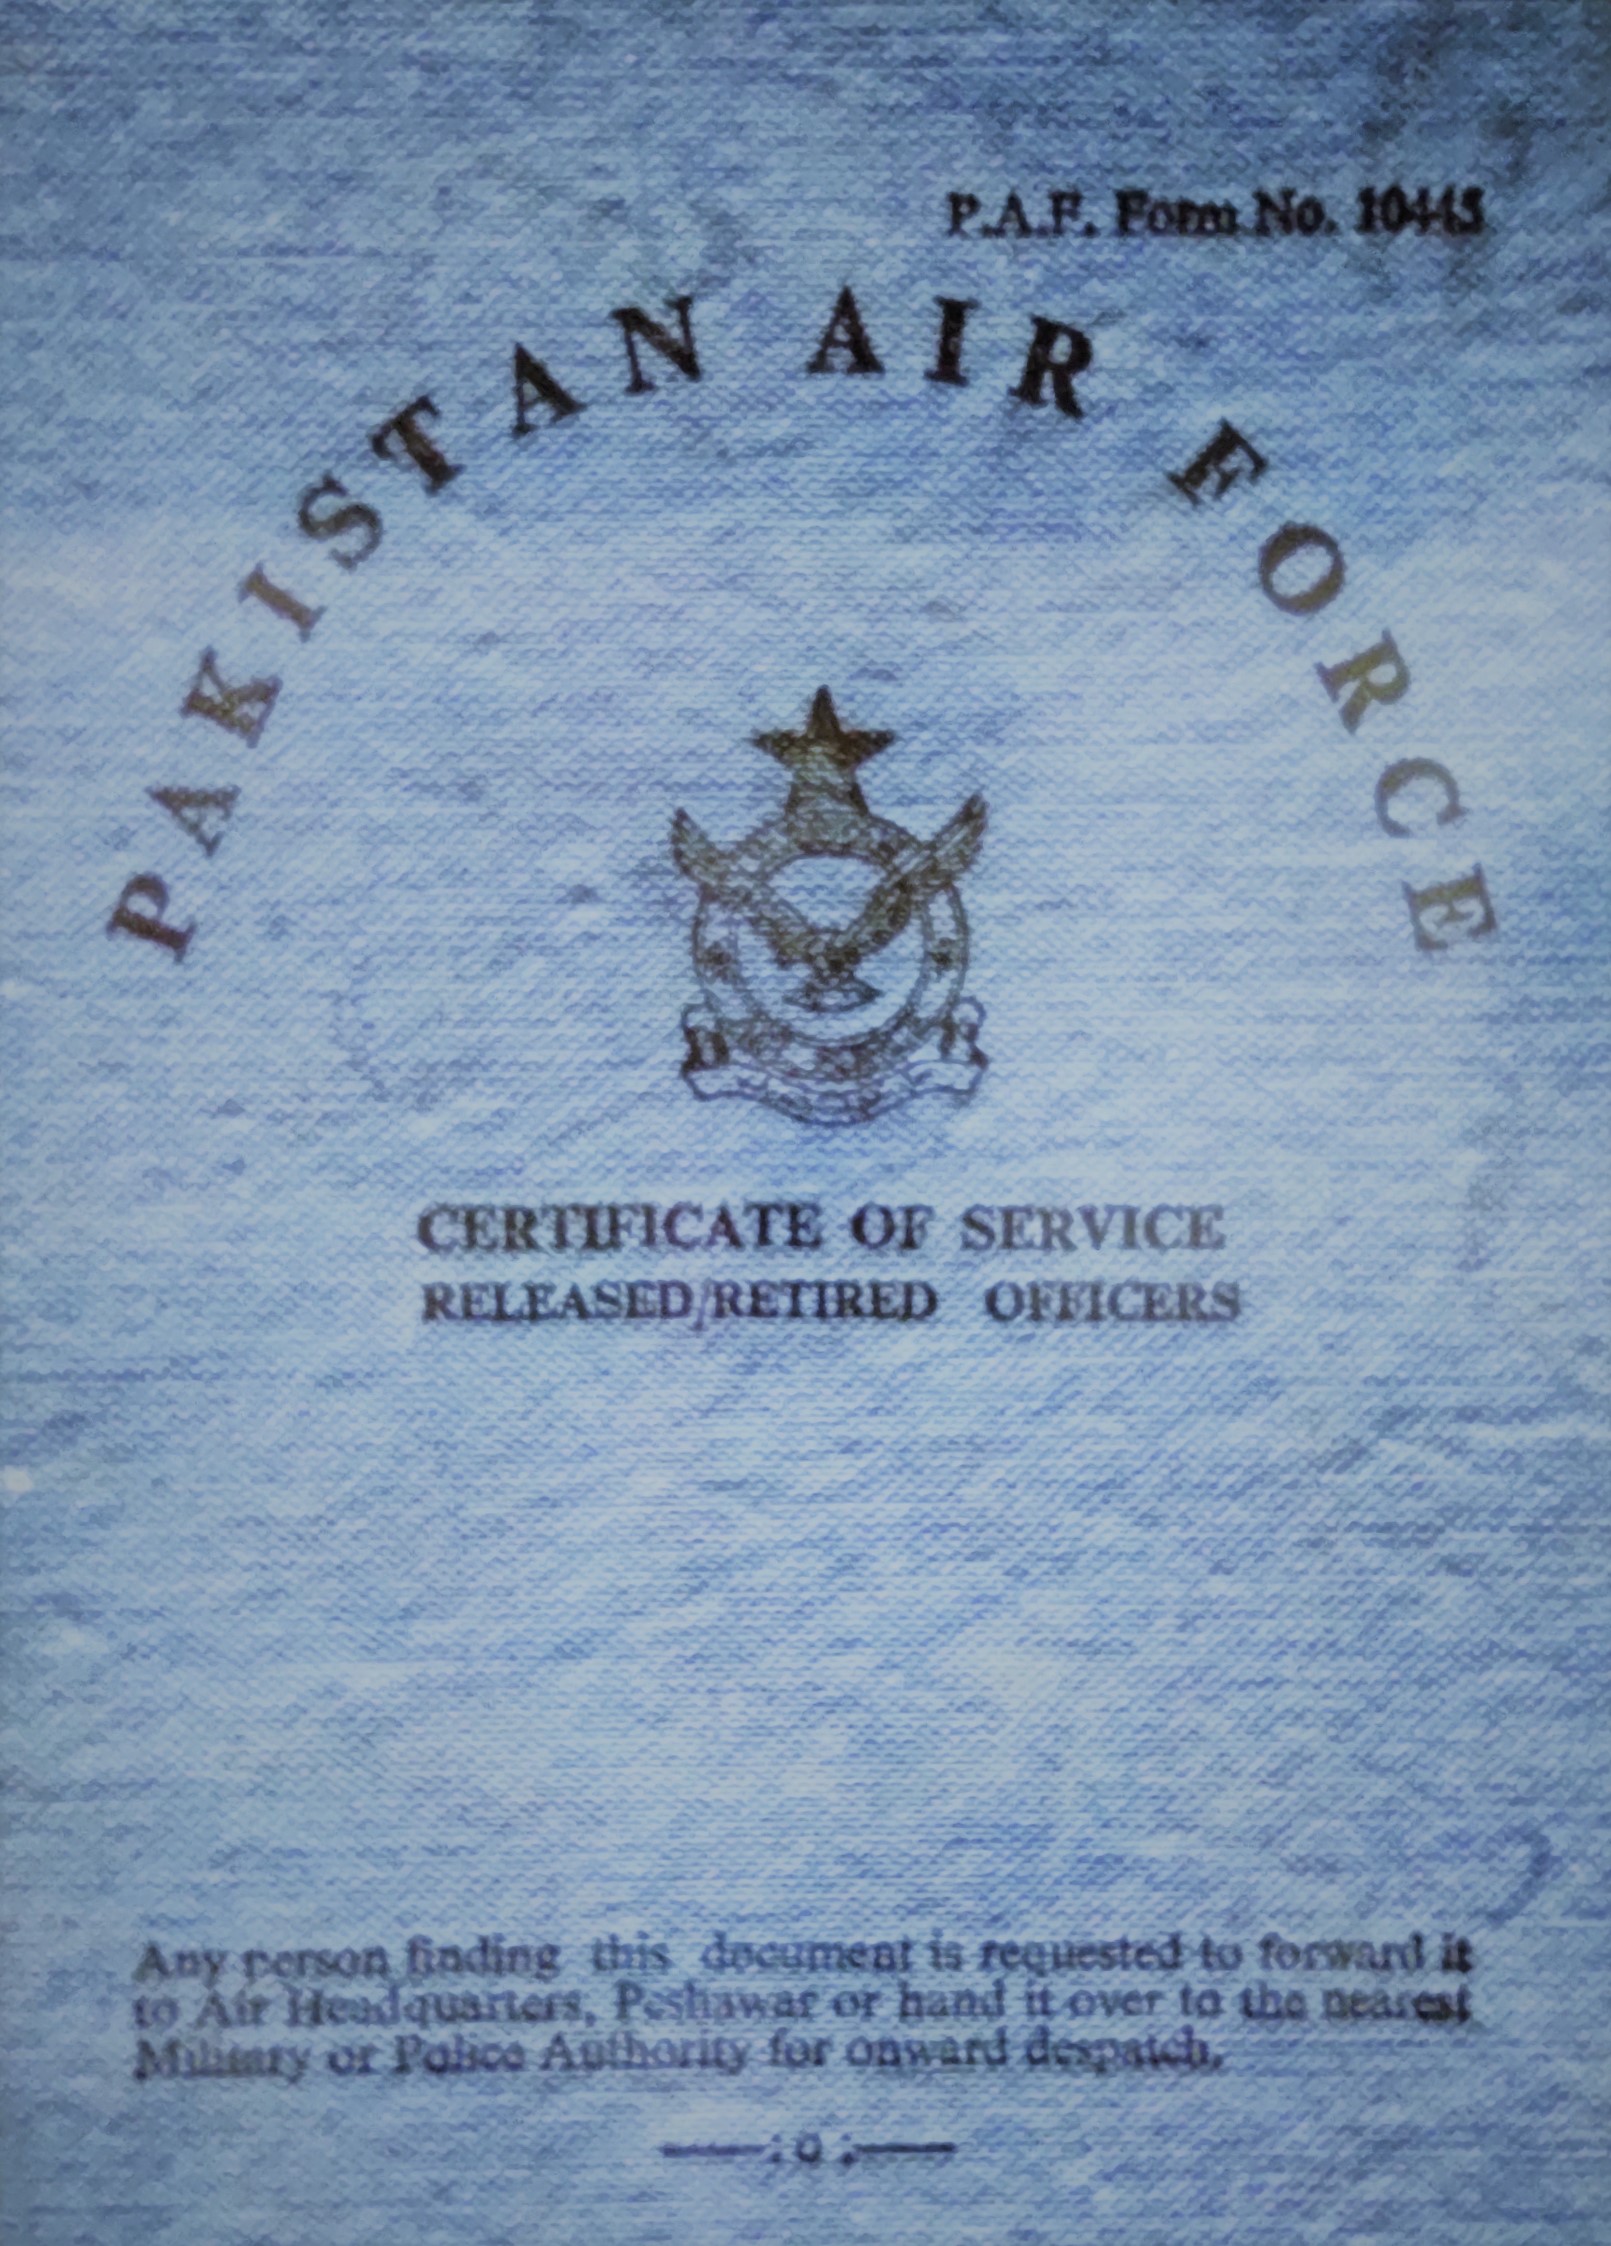 P.A.F. Form No. 10445
PAKISTAN AIR FORCE
CERTIFICATE OF SERVICE
RELEASED/RETIRED OFFICERS
Any person finding this document is requested to forward it
to Air Headquarters, Peshawar or hand it over to the nearest
Military or Police Authority for onward despatch.
——: o :——